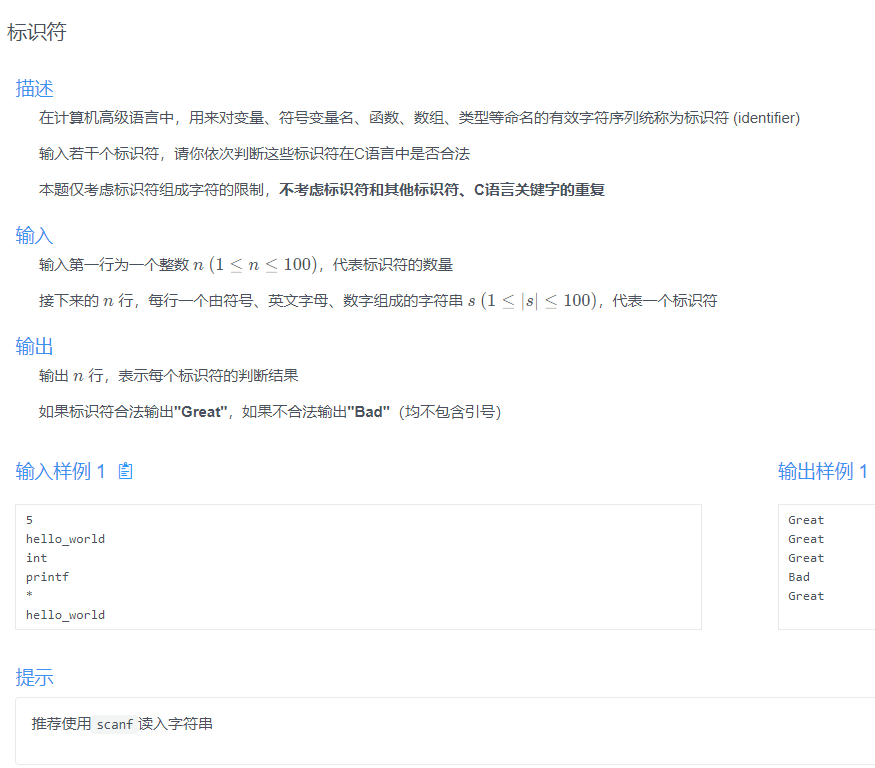 标识符
描述
在计算机高级语言中，用来对变量、符号变量名、函数、数组、类型等命名的有效字符序列统称为标识符 (identifier)
输入若干个标识符，请你依次判断这些标识符在C语言中是否合法
本题仅考虑标识符组成字符的限制，不考虑标识符和其他标识符、C语言关键字的重复
输入
输入第一行为一个整数 n (1 ≤ n ≤ 100)，代表标识符的数量
接下来的 n 行，每行一个由符号、英文字母、数字组成的字符串 s (1 ≤ |s| ≤ 100)，代表一个标识符
输出
输出 n 行，表示每个标识符的判断结果
如果标识符合法输出"Great"，如果不合法输出"Bad"（均不包含引号）
输入样例 1
5
hello_world
int
printf
*
hello_world
输出样例 1
Great
Great
Great
Bad
Great
提示
推荐使用 scanf 读入字符串